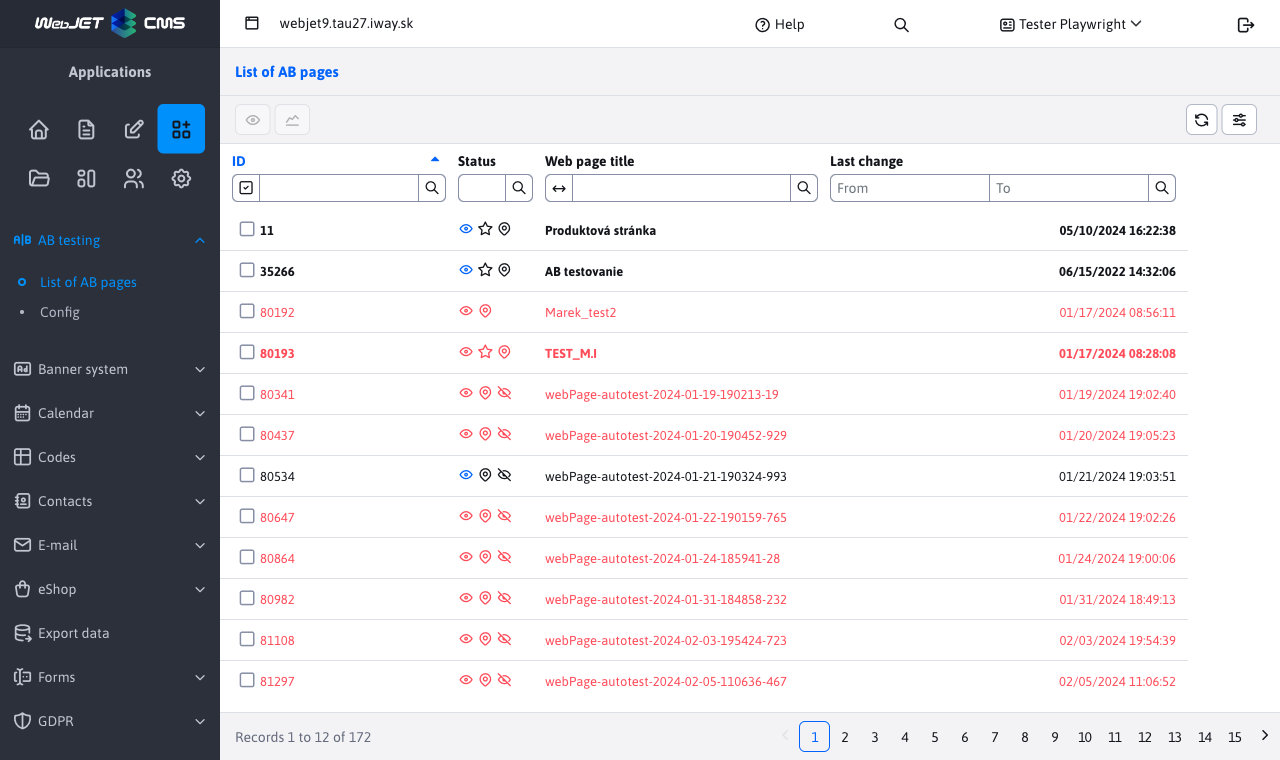 WebJET CMS
webjet9.tau27.iway.sk
Help
Tester Playwright
Applications
List of AB pages
AB testing
List of AB pages
Config
Banner system
Calendar
Codes
Contacts
E-mail
eShop
Export data
Forms
GDPR
ID Status Web page title Last change
From To
11 Produktová stránka 05/10/2024 16:22:38
35266 AB testovanie 06/15/2022 14:32:06
80192 Marek_test2 01/17/2024 08:56:11
80193 TEST_M.I 01/17/2024 08:28:08
80341 webPage-autotest-2024-01-19-190213-19 01/19/2024 19:02:40
80437 webPage-autotest-2024-01-20-190452-929 01/20/2024 19:05:23
80534 webPage-autotest-2024-01-21-190324-993 01/21/2024 19:03:51
80647 webPage-autotest-2024-01-22-190159-765 01/22/2024 19:02:26
80864 webPage-autotest-2024-01-24-185941-28 01/24/2024 19:00:06
80982 webPage-autotest-2024-01-31-184858-232 01/31/2024 18:49:13
81108 webPage-autotest-2024-02-03-195424-723 02/03/2024 19:54:39
81297 webPage-autotest-2024-02-05-110636-467 02/05/2024 11:06:52
Records 1 to 12 of 172
1 2 3 4 5 6 7 8 9 10 11 12 13 14 15